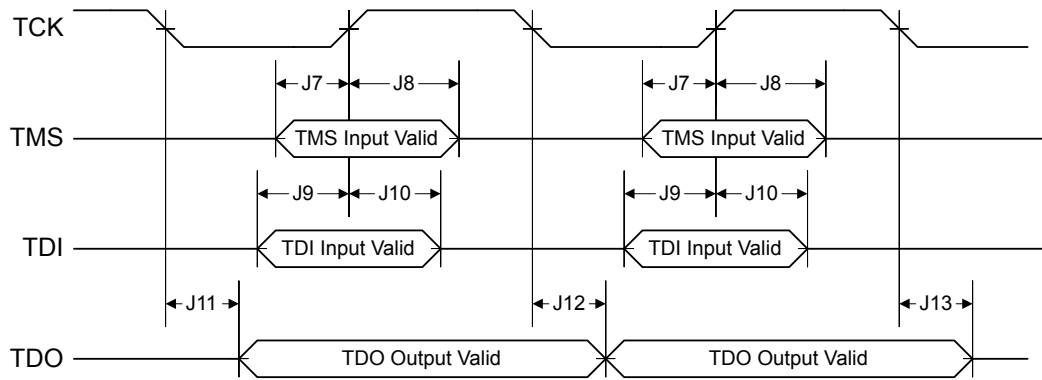 TCK
J7 J8 J7 J8
TMS TMS Input Valid TMS Input Valid
J9 J10 J9 J10
TDI TDI Input Valid TDI Input Valid
J11 J12 J13
TDO TDO Output Valid TDO Output Valid